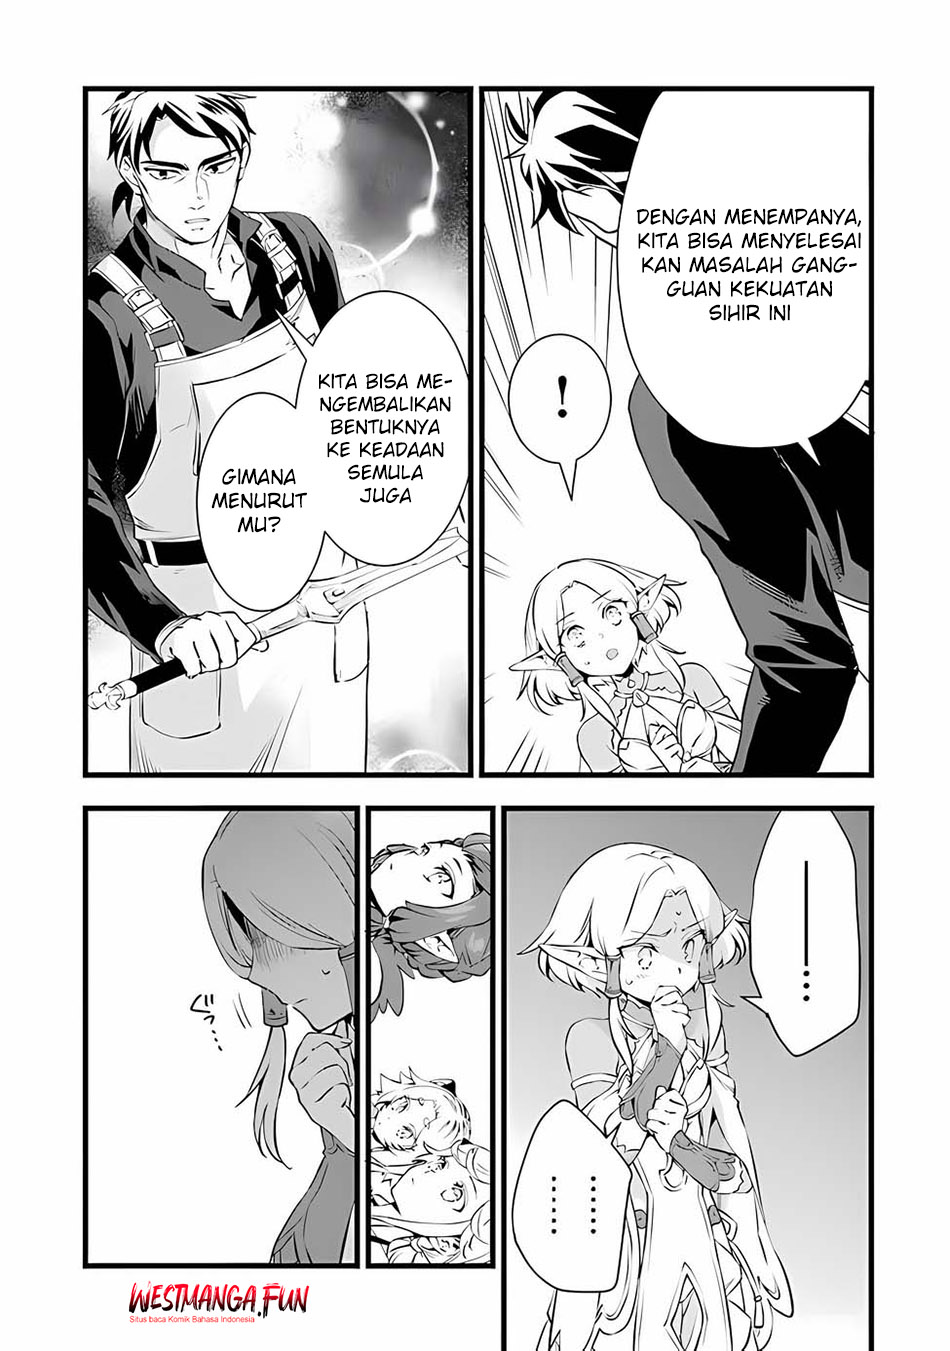 DENGAN MENEMPANYA,
KITA BISA MENYELESAI
KAN MASALAH GANG-
GUAN KEKUATAN
SIHIR INI
!
KITA BISA ME-
NGEMBALIKAN
BENTUKNYA
KE KEADAAN
SEMULA
JUGA
GIMANA
MENURUT
MU?
ぐっ…
WESTMANGA.FUN
Situs baca Komik Bahasa Indonesia